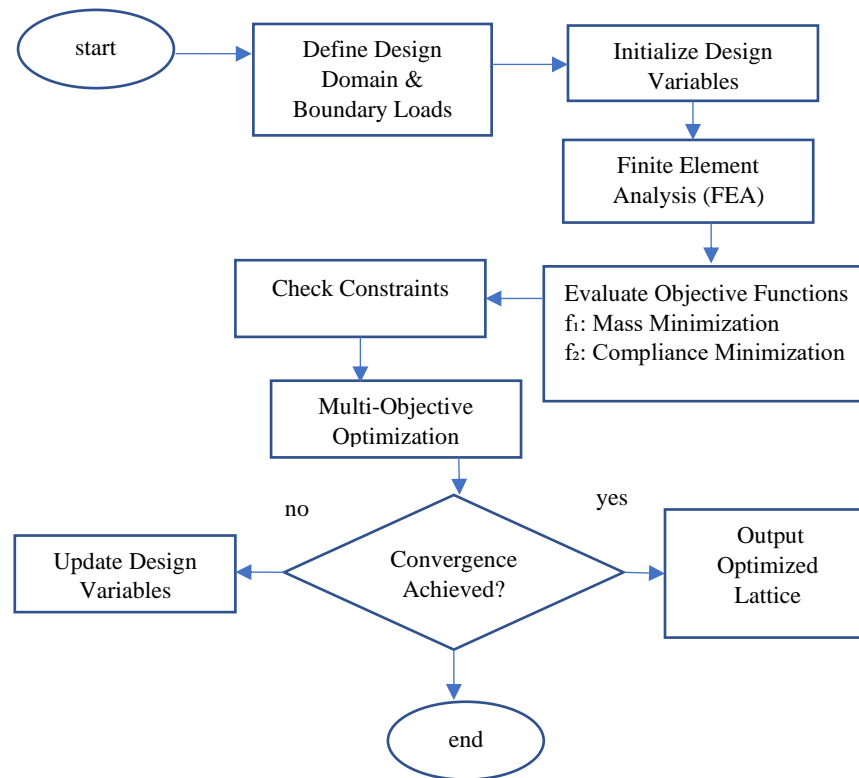 start
Define Design
Domain &
Boundary Loads
Initialize Design
Variables
Finite Element
Analysis (FEA)
Evaluate Objective Functions
f₁: Mass Minimization
f₂: Compliance Minimization
Check Constraints
Multi-Objective
Optimization
no
yes
Convergence
Achieved?
Update Design
Variables
Output
Optimized
Lattice
end